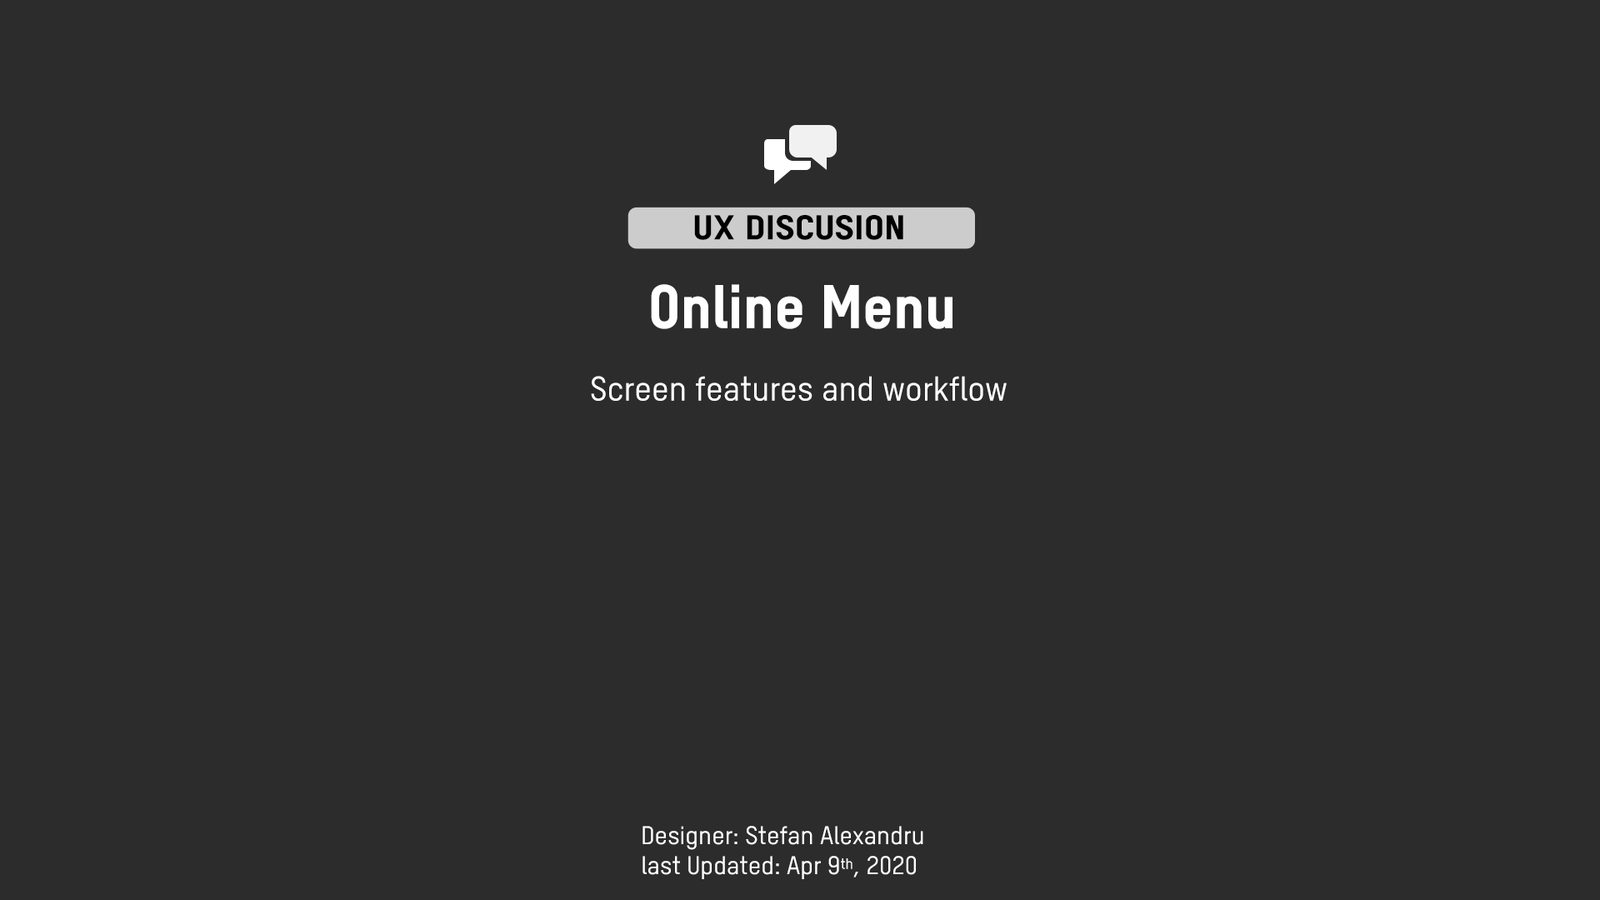 UX DISCUSION
Online Menu
Screen features and workflow
Designer: Stefan Alexandru
last Updated: Apr 9th, 2020